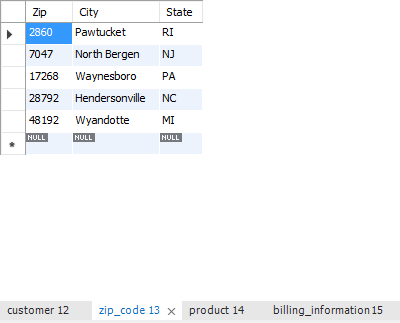 Zip City State
2860 Pawtucket RI
7047 North Bergen NJ
17268 Waynesboro PA
28792 Hendersonville NC
48192 Wyandotte MI
NULL NULL NULL
customer 12 zip_code 13 product 14 billing_information 15